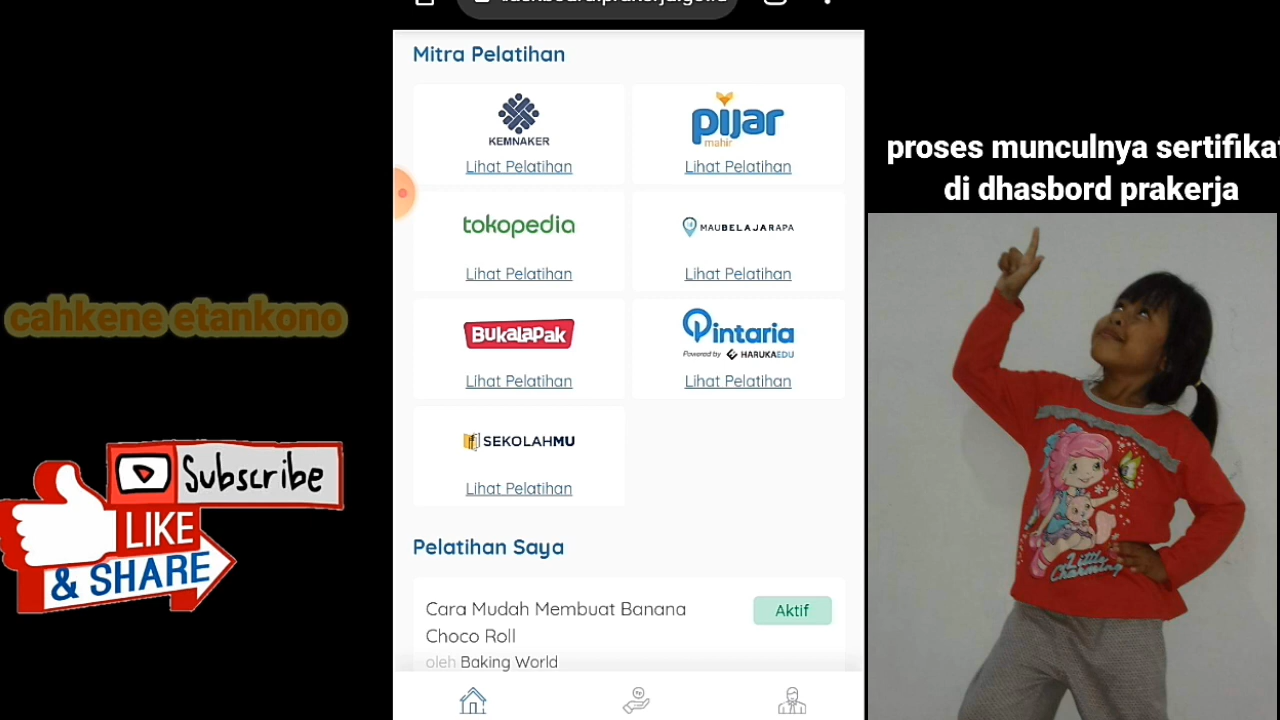 Mitra Pelatihan
KEMNAKER
Lihat Pelatihan
pijar
mahir
Lihat Pelatihan
tokopedia
Lihat Pelatihan
MAUBELAJARAPA
Lihat Pelatihan
BukaLapak
Lihat Pelatihan
Pintaria
Powered by HARUKAEDU
Lihat Pelatihan
SEKOLAHMU
Lihat Pelatihan
Pelatihan Saya
Cara Mudah Membuat Banana
Choco Roll
Aktif
oleh Baking World
cahkene etankono
Subscribe
LIKE
& SHARE
proses munculnya sertifikat
di dhasbord prakerja
Little
Charming